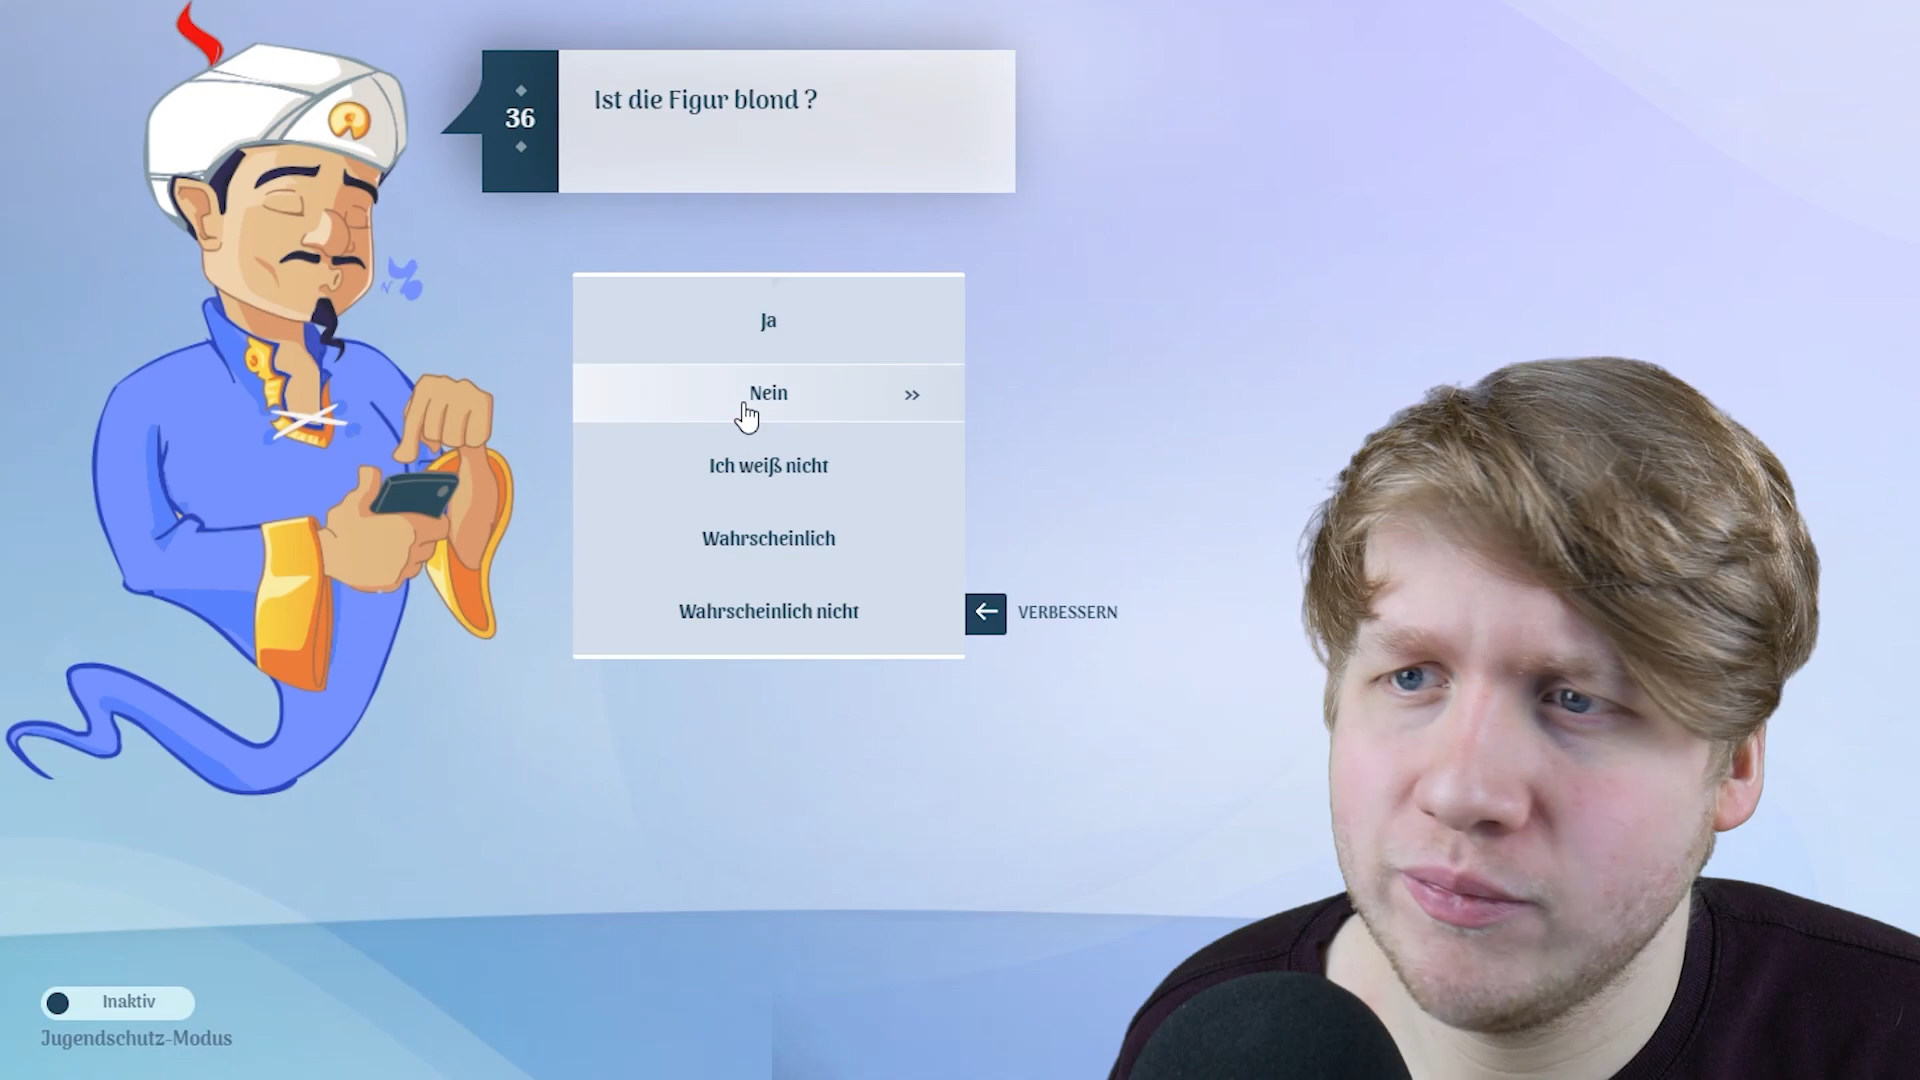 36
Ist die Figur blond ?
Ja
Nein
Ich weiß nicht
Wahrscheinlich
Wahrscheinlich nicht
VERBESSERN
Inaktiv
Jugendschutz-Modus